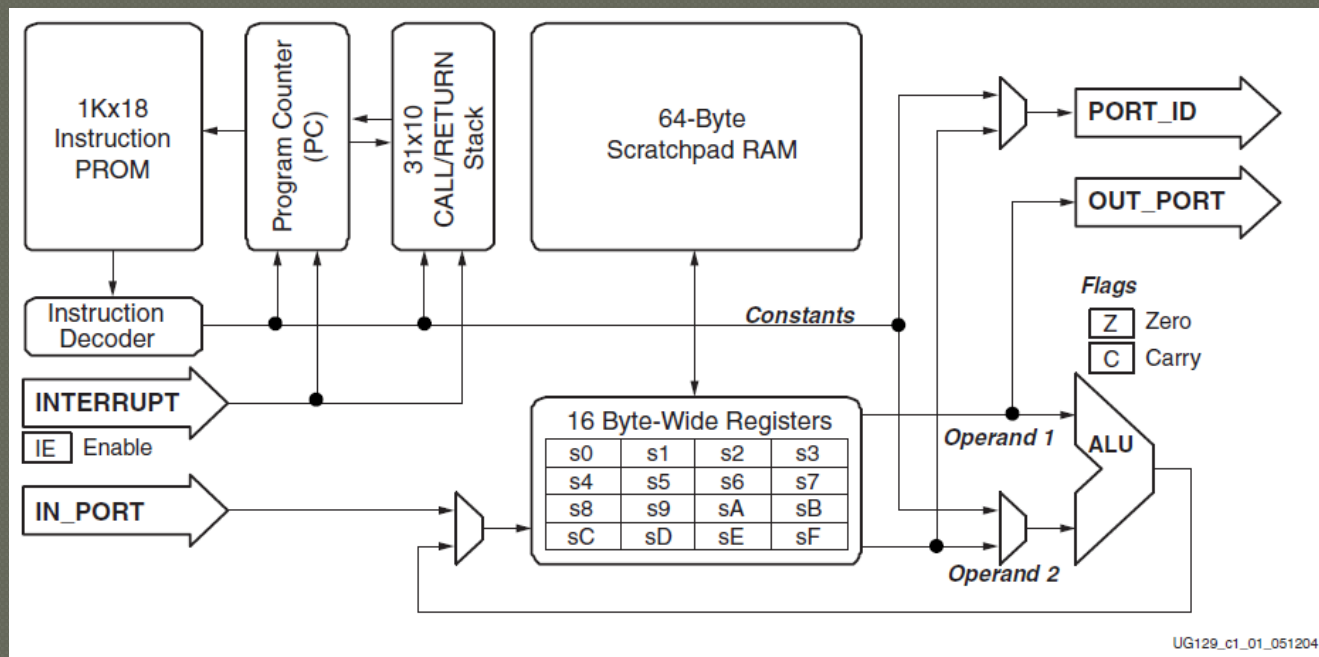 1Kx18
Instruction
PROM
Program Counter
(PC)
31x10
CALL/RETURN
Stack
64-Byte
Scratchpad RAM
PORT_ID
OUT_PORT
Instruction
Decoder
Constants
Flags
Z Zero
C Carry
INTERRUPT
IE Enable
IN_PORT
16 Byte-Wide Registers
s0 s1 s2 s3
s4 s5 s6 s7
s8 s9 sA sB
sC sD sE sF
Operand 1
ALU
Operand 2
UG129_c1_01_051204